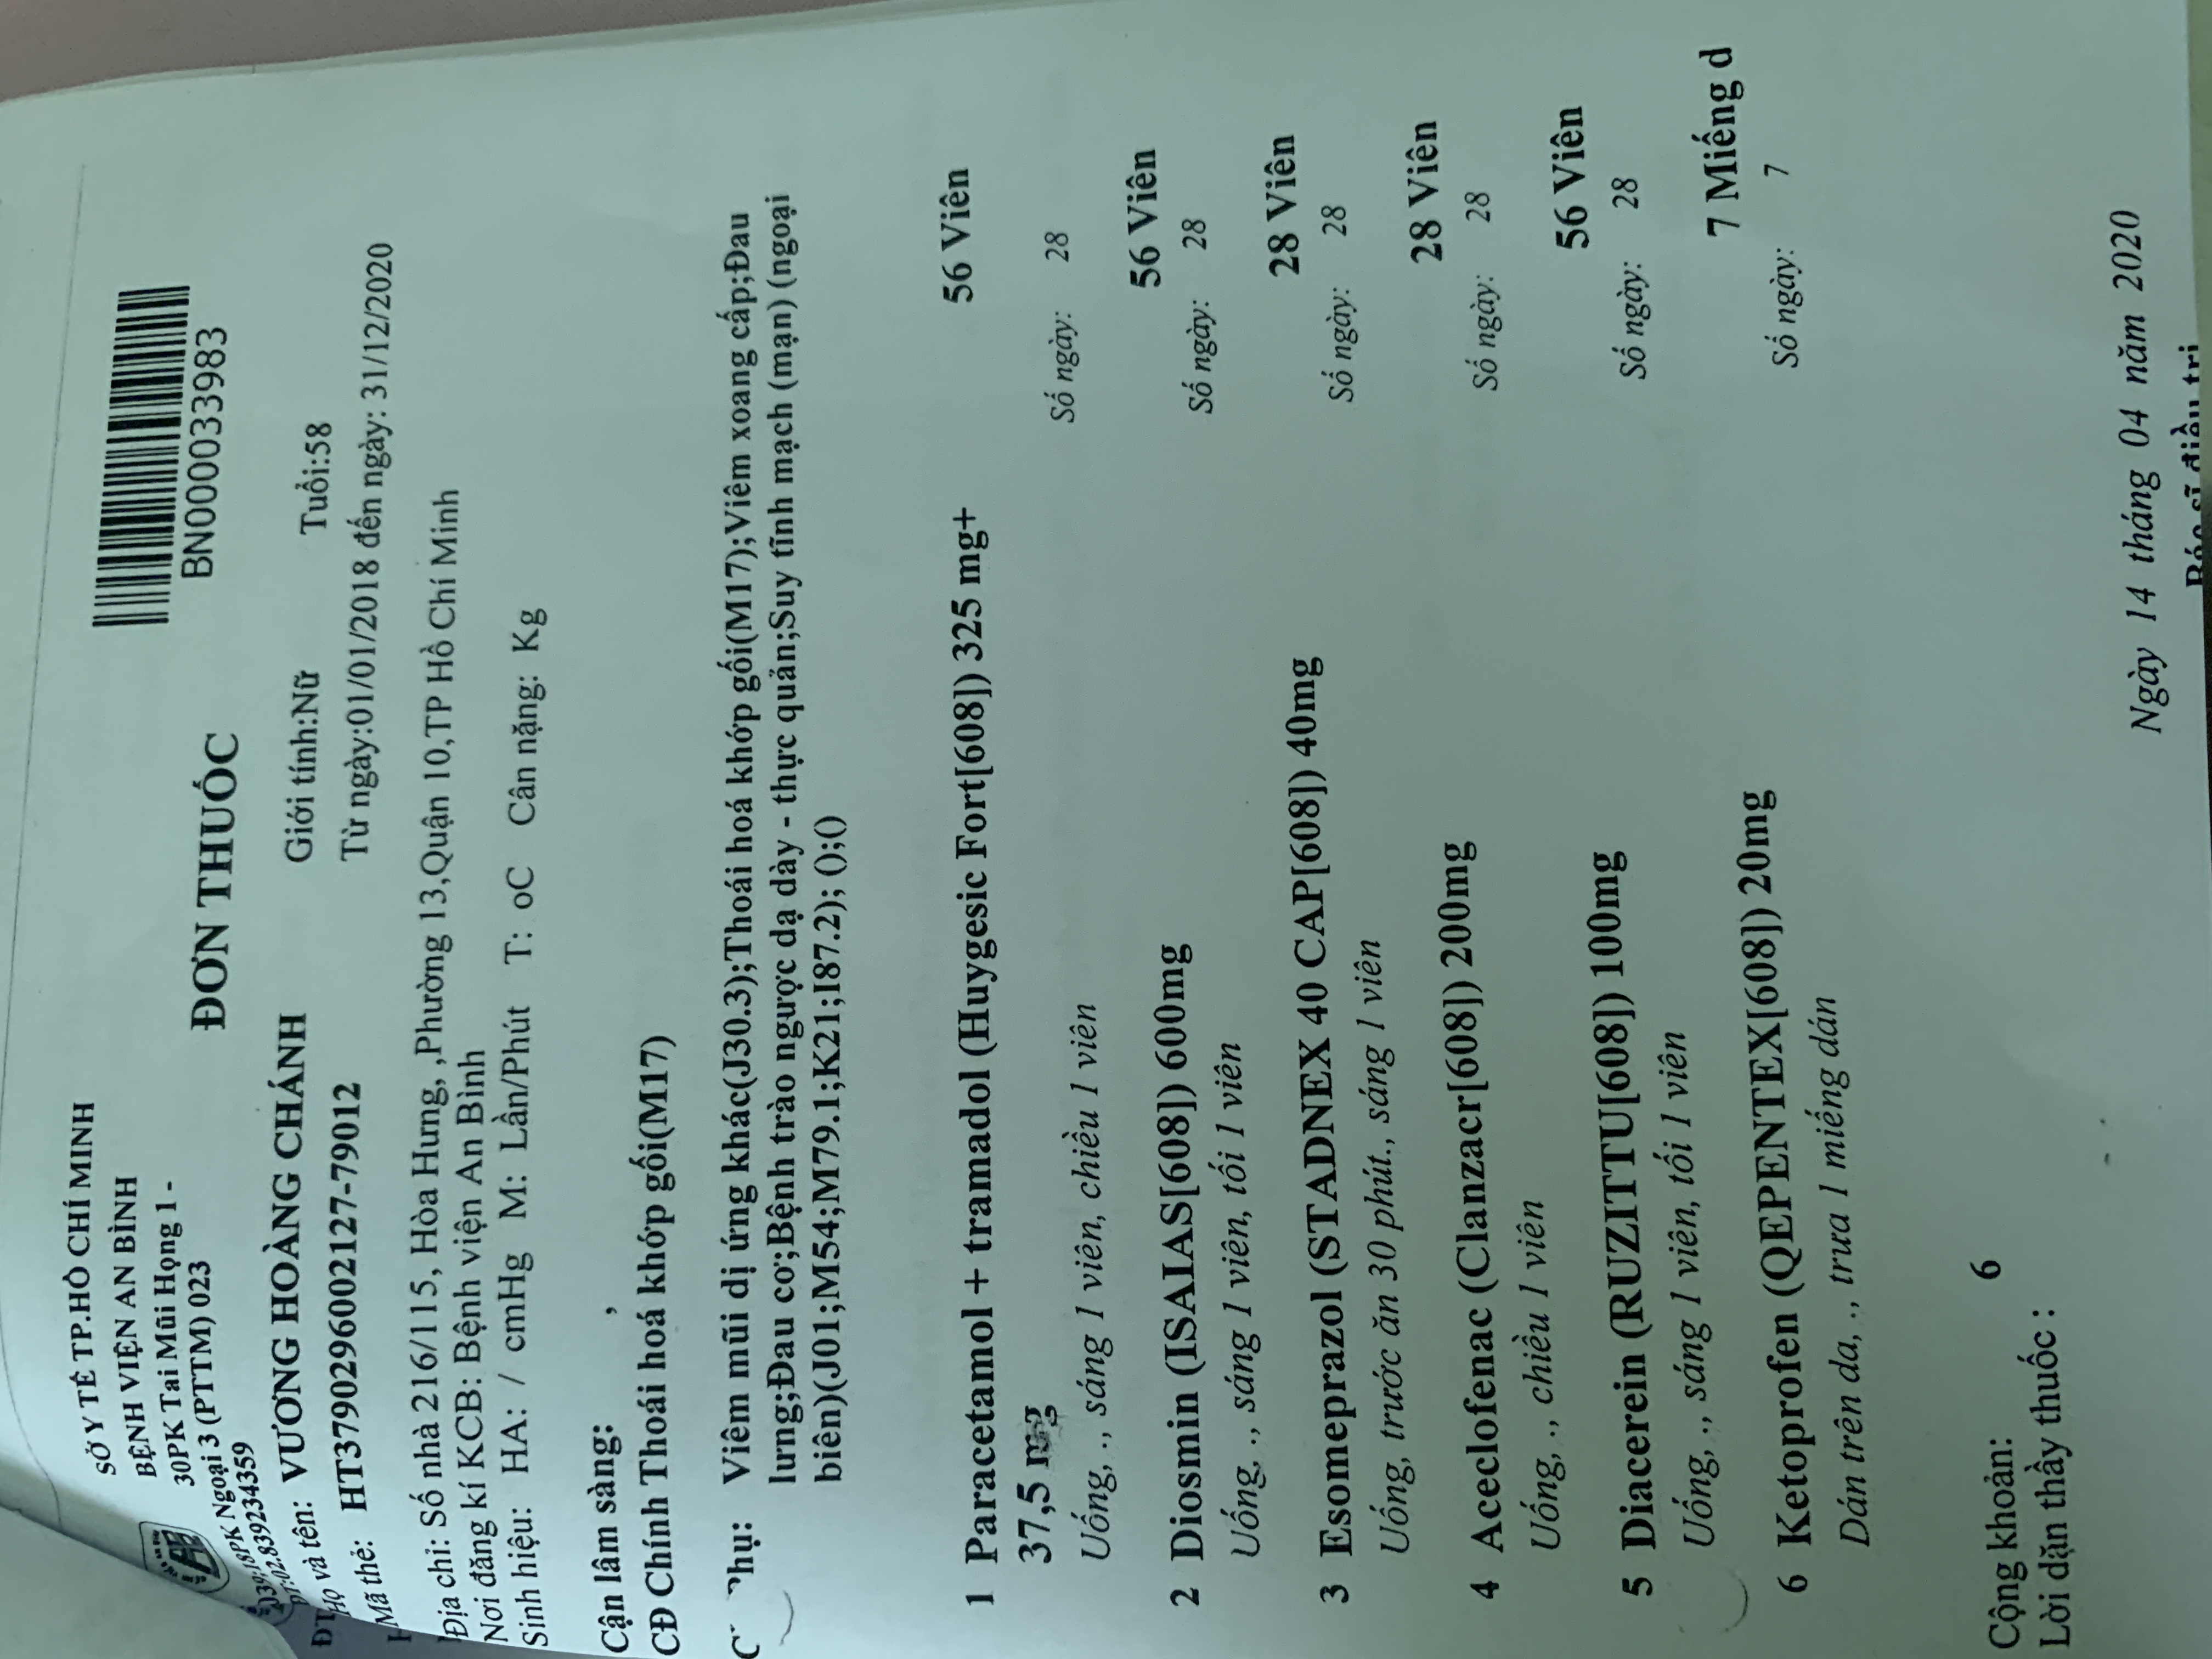 SỞ Y TẾ TP.HỒ CHÍ MINH
BỆNH VIỆN AN BÌNH
30PK Tai Mũi Họng 1 -
039;18PK Ngoại 3 (PTTM) 023
ĐT:02.839234359
BN000033983
ĐƠN THUỐC
Họ và tên: VƯƠNG HOÀNG CHÁNH Giới tính:Nữ Tuổi:58
Mã thẻ: HT3790296002127-79012 Từ ngày:01/01/2018 đến ngày: 31/12/2020
Địa chỉ: Số nhà 216/115, Hòa Hưng, ,Phường 13,Quận 10,TP Hồ Chí Minh
Nơi đăng kí KCB: Bệnh viện An Bình
Sinh hiệu: HA: / cmHg M: Lần/Phút T: oC Cân nặng: Kg
Cận lâm sàng: ,
CĐ Chính Thoái hoá khớp gối(M17)
Viêm mũi dị ứng khác(J30.3);Thoái hoá khớp gối(M17);Viêm xoang cấp;Đau
lưng;Đau cơ;Bệnh trào ngược dạ dày - thực quản;Suy tĩnh mạch (mạn) (ngoại
biên)(J01;M54;M79.1;K21;I87.2); ();()
1 Paracetamol + tramadol (Huygesic Fort[608]) 325 mg+ 56 Viên
37,5 mg
Uống, ., sáng 1 viên, chiều 1 viên Số ngày: 28
2 Diosmin (ISAIAS[608]) 600mg 56 Viên
Uống, ., sáng 1 viên, tối 1 viên Số ngày: 28
3 Esomeprazol (STADNEX 40 CAP[608]) 40mg 28 Viên
Uống, trước ăn 30 phút., sáng 1 viên Số ngày: 28
4 Aceclofenac (Clanzacr[608]) 200mg 28 Viên
Uống, ., chiều 1 viên Số ngày: 28
5 Diacerein (RUZITTU[608]) 100mg 56 Viên
Uống, ., sáng 1 viên, tối 1 viên Số ngày: 28
6 Ketoprofen (QEPENTEX[608]) 20mg 7 Miếng d
Dán trên da, ., trưa 1 miếng dán Số ngày: 7
Cộng khoản: 6
Lời dặn thầy thuốc :
Ngày 14 tháng 04 năm 2020
Bác sĩ điều trị